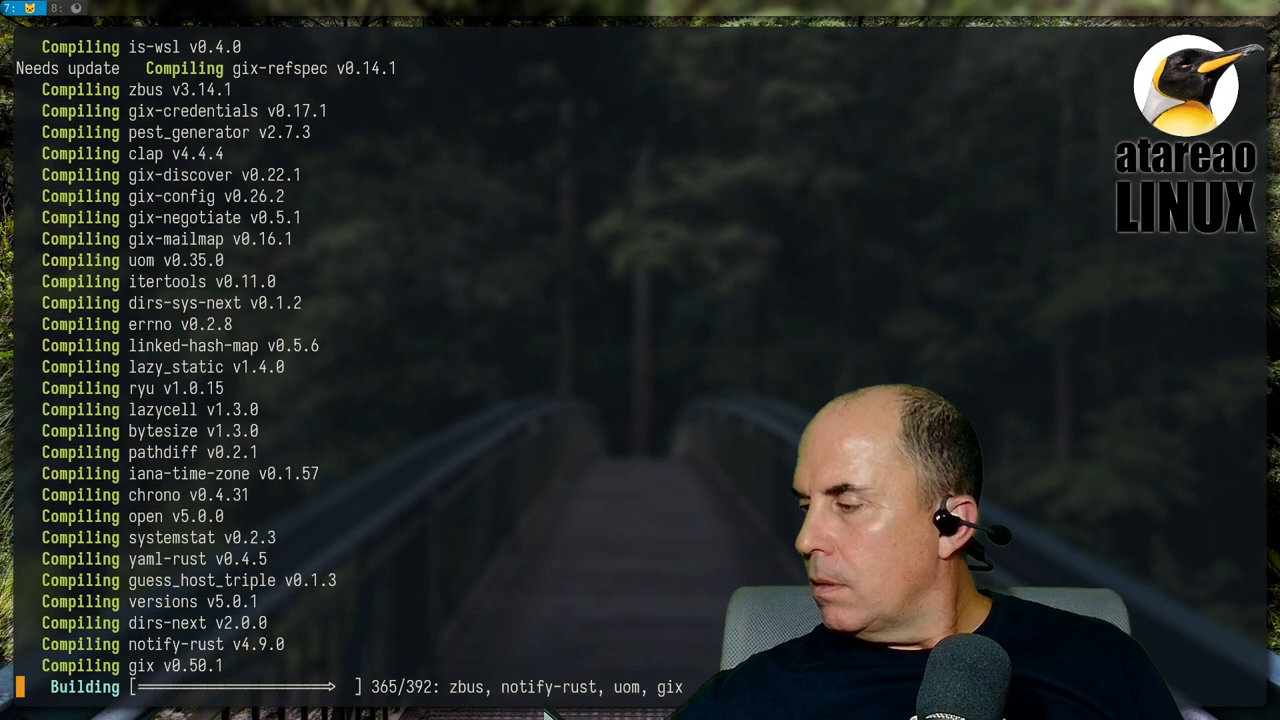 7: 8:
Compiling is-wsl v0.4.0
Needs update Compiling gix-refspec v0.14.1
Compiling zbus v3.14.1
Compiling gix-credentials v0.17.1
Compiling pest_generator v2.7.3
Compiling clap v4.4.4
Compiling gix-discover v0.22.1
Compiling gix-config v0.26.2
Compiling gix-negotiate v0.5.1
Compiling gix-mailmap v0.16.1
Compiling uom v0.35.0
Compiling itertools v0.11.0
Compiling dirs-sys-next v0.1.2
Compiling errno v0.2.8
Compiling linked-hash-map v0.5.6
Compiling lazy_static v1.4.0
Compiling ryu v1.0.15
Compiling lazycell v1.3.0
Compiling bytesize v1.3.0
Compiling pathdiff v0.2.1
Compiling iana-time-zone v0.1.57
Compiling chrono v0.4.31
Compiling open v5.0.0
Compiling systemstat v0.2.3
Compiling yaml-rust v0.4.5
Compiling guess_host_triple v0.1.3
Compiling versions v5.0.1
Compiling dirs-next v2.0.0
Compiling notify-rust v4.9.0
Compiling gix v0.50.1
Building [=======================> ] 365/392: zbus, notify-rust, uom, gix
atareao
LINUX